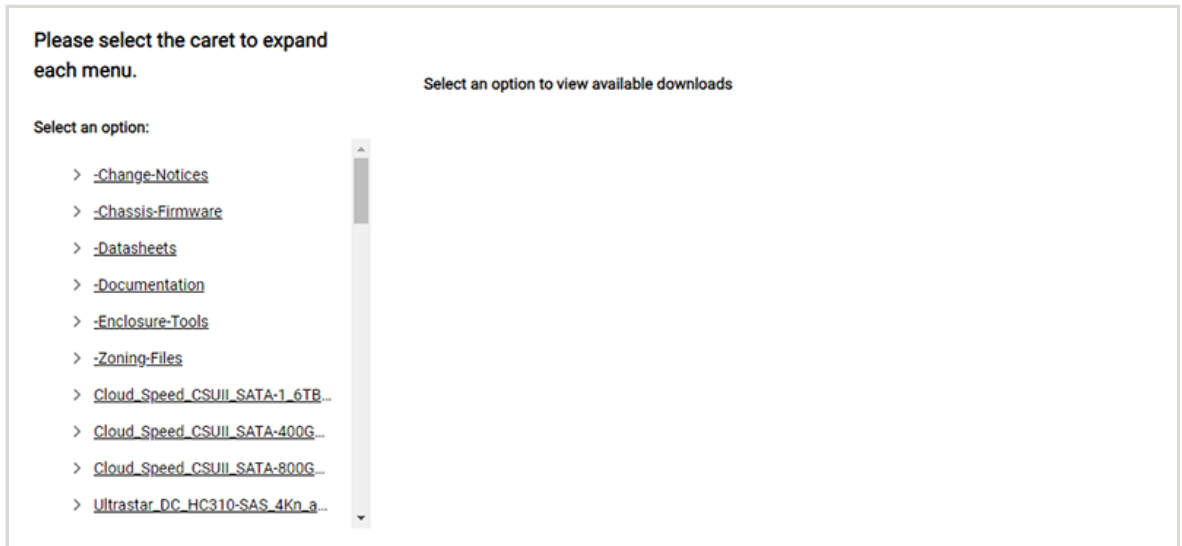 Please select the caret to expand
each menu.
Select an option to view available downloads
Select an option:
-Change-Notices
-Chassis-Firmware
-Datasheets
-Documentation
-Enclosure-Tools
-Zoning-Files
Cloud_Speed_CSUII_SATA-1_6TB...
Cloud_Speed_CSUII_SATA-400G...
Cloud_Speed_CSUII_SATA-800G...
Ultrastar_DC_HC310-SAS_4Kn_a...